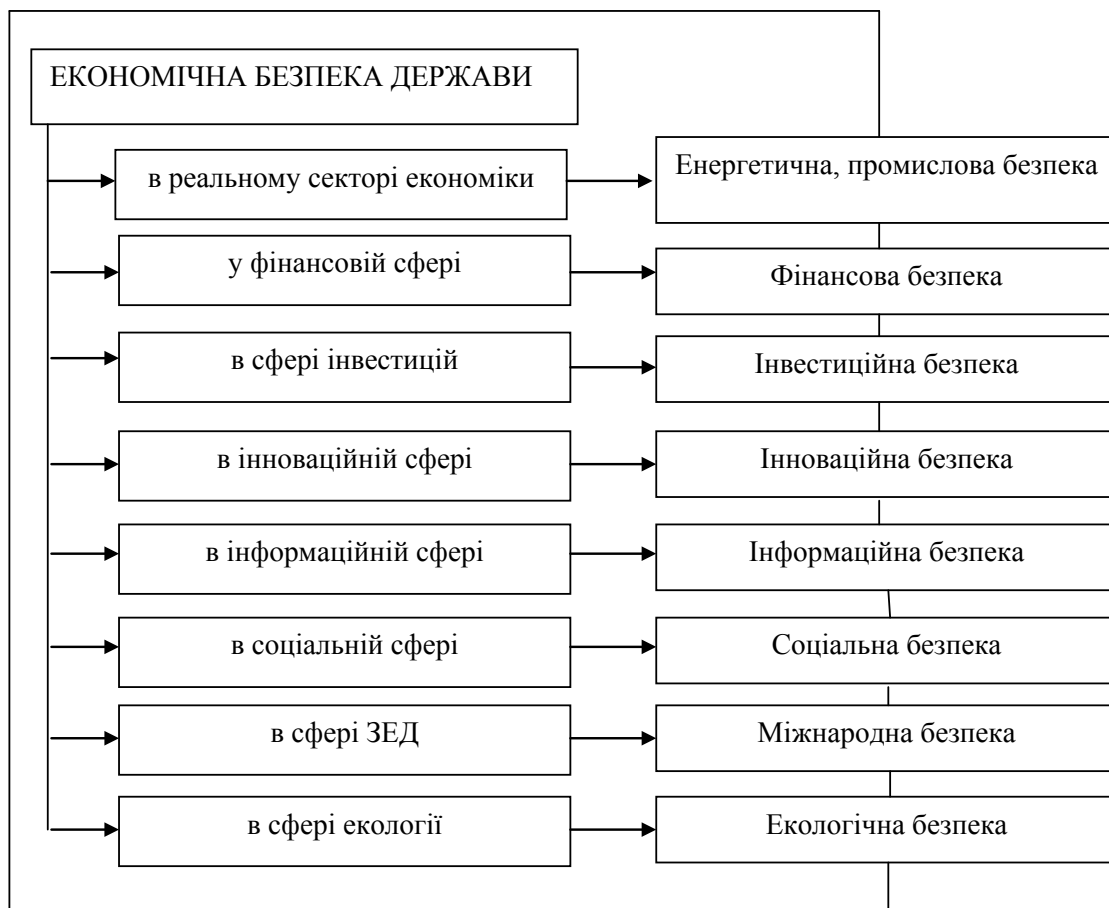 ЕКОНОМІЧНА БЕЗПЕКА ДЕРЖАВИ
в реальному секторі економіки
Енергетична, промислова безпека
у фінансовій сфері
Фінансова безпека
в сфері інвестицій
Інвестиційна безпека
в інноваційній сфері
Інноваційна безпека
в інформаційній сфері
Інформаційна безпека
в соціальній сфері
Соціальна безпека
в сфері ЗЕД
Міжнародна безпека
в сфері екології
Екологічна безпека